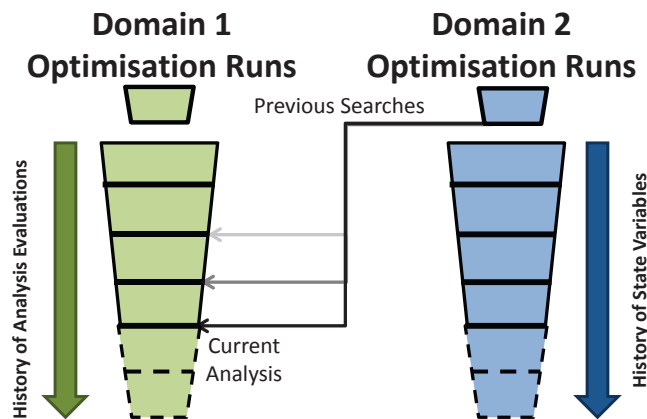 Domain 1
Optimisation Runs
Domain 2
Optimisation Runs
Previous Searches
History of Analysis Evaluations
History of State Variables
Current
Analysis